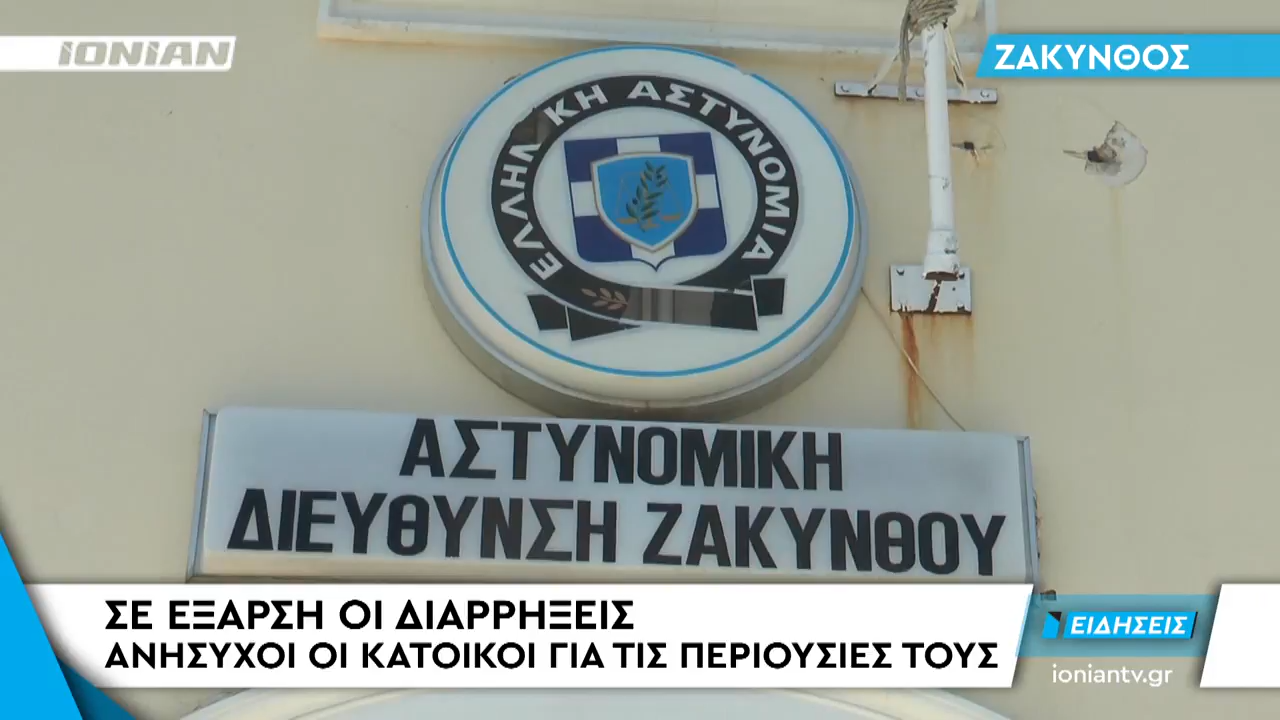 IONIAN
ΖΑΚΥΝΘΟΣ
ΕΛΛΗΝΙΚΗ ΑΣΤΥΝΟΜΙΑ
ΑΣΤΥΝΟΜΙΚΗ
ΔΙΕΥΘΥΝΣΗ ΖΑΚΥΝΘΟΥ
ΣΕ ΕΞΑΡΣΗ ΟΙ ΔΙΑΡΡΗΞΕΙΣ
ΑΝΗΣΥΧΟΙ ΟΙ ΚΑΤΟΙΚΟΙ ΓΙΑ ΤΙΣ ΠΕΡΙΟΥΣΙΕΣ ΤΟΥΣ
ΕΙΔΗΣΕΙΣ
ioniantv.gr